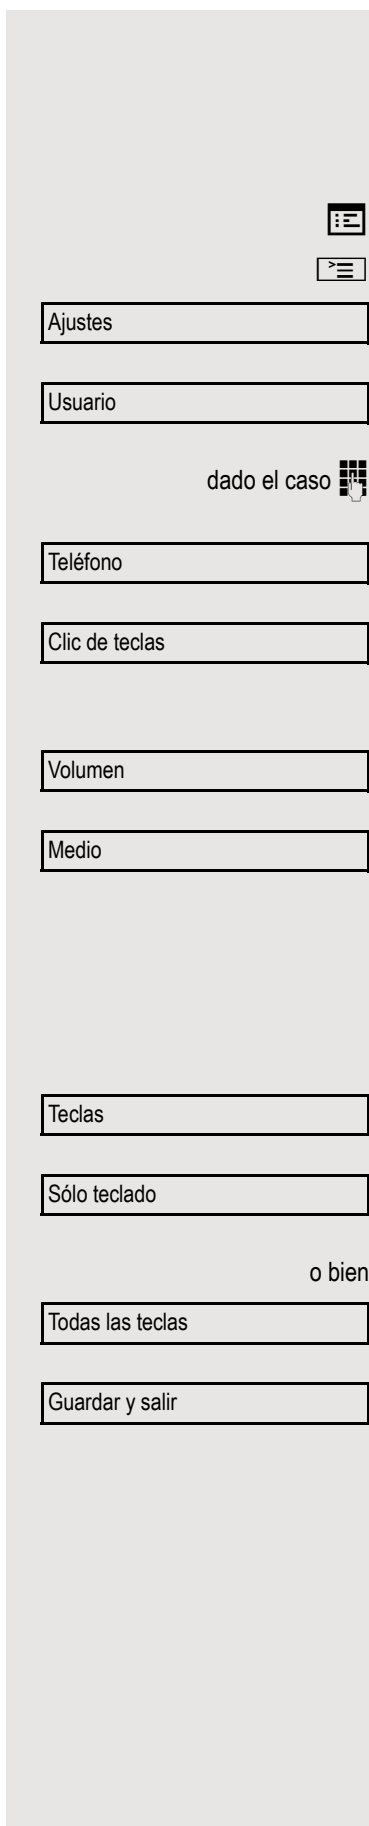 Ajustes
Usuario
dado el caso
Teléfono
Clic de teclas
Volumen
Medio
Teclas
Sólo teclado
o bien
Todas las teclas
Guardar y salir